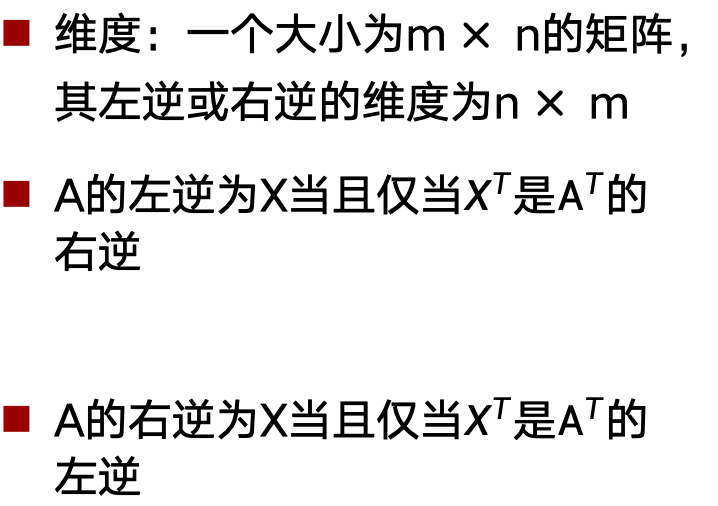 维度：一个大小为m × n的矩阵，
其左逆或右逆的维度为n × m
A的左逆为X当且仅当X^T是A^T的
右逆
A的右逆为X当且仅当X^T是A^T的
左逆